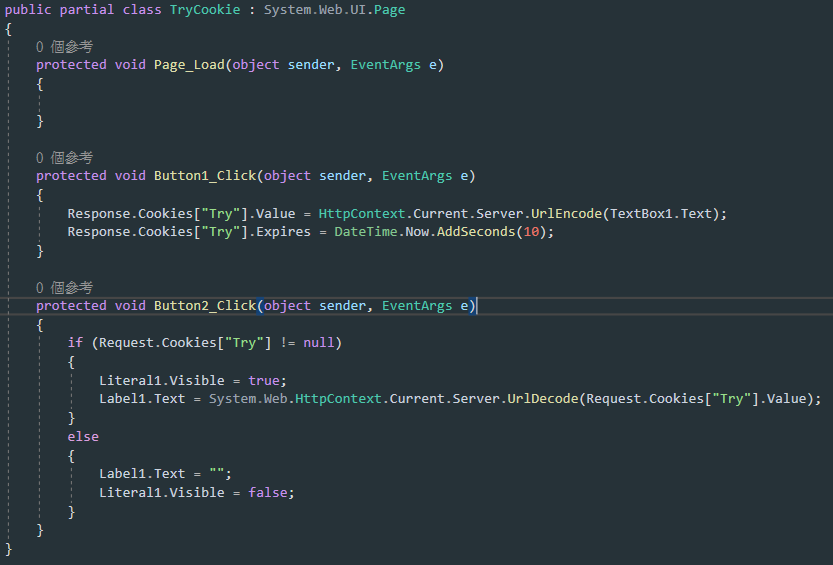 public partial class TryCookie : System.Web.UI.Page
{
    0 個參考
    protected void Page_Load(object sender, EventArgs e)
    {

    }

    0 個參考
    protected void Button1_Click(object sender, EventArgs e)
    {
        Response.Cookies["Try"].Value = HttpContext.Current.Server.UrlEncode(TextBox1.Text);
        Response.Cookies["Try"].Expires = DateTime.Now.AddSeconds(10);
    }

    0 個參考
    protected void Button2_Click(object sender, EventArgs e)
    {
        if (Request.Cookies["Try"] != null)
        {
            Literal1.Visible = true;
            Label1.Text = System.Web.HttpContext.Current.Server.UrlDecode(Request.Cookies["Try"].Value);
        }
        else
        {
            Label1.Text = "";
            Literal1.Visible = false;
        }
    }
}